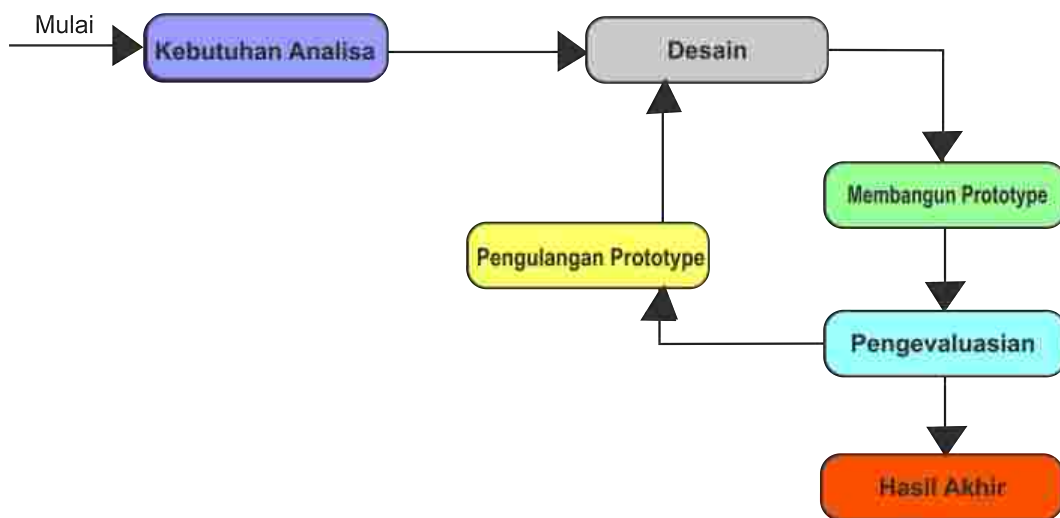 Mulai
Kebutuhan Analisa
Desain
Membangun Prototype
Pengulangan Prototype
Pengevaluasian
Hasil Akhir